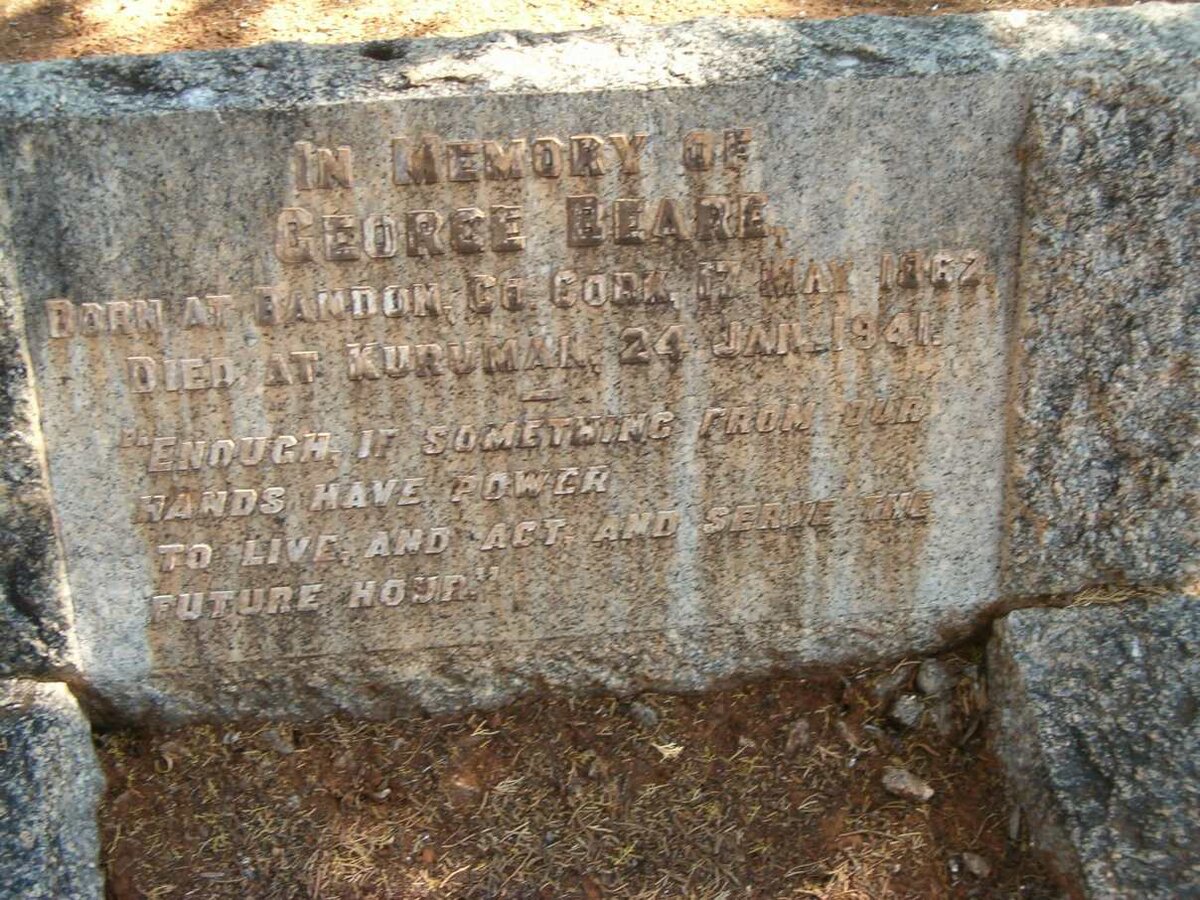 IN MEMORY OF
GEORGE BEARE,
BORN AT BANDON, CO CORK, 17 MAY 1862,
DIED AT KURUMAN, 24 JAN. 1941.
—
"ENOUGH, IF SOMETHING FROM OUR
HANDS HAVE POWER
TO LIVE, AND ACT, AND SERVE THE
FUTURE HOUR."